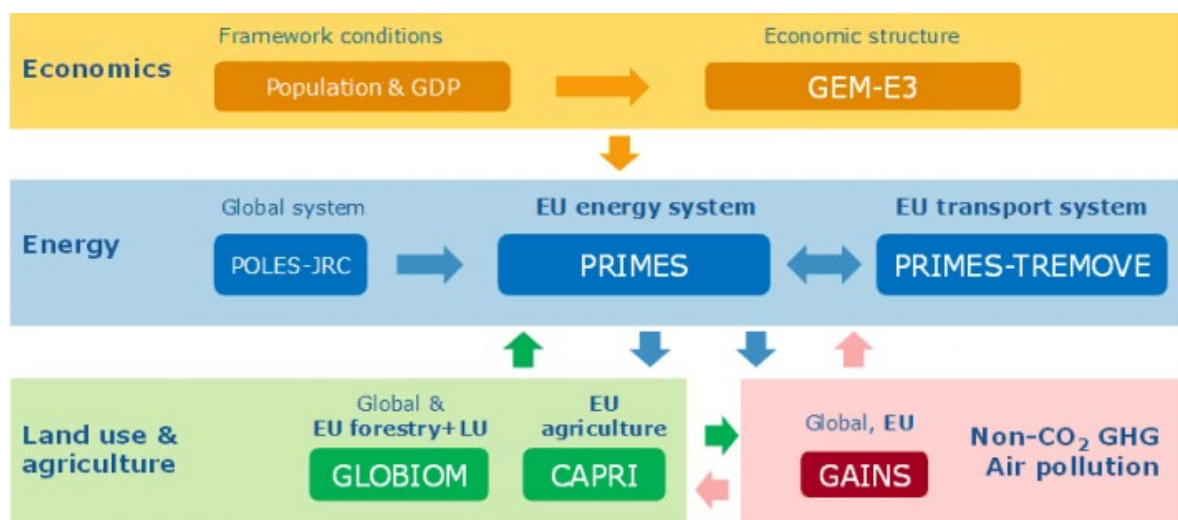 Economics
Framework conditions
Population & GDP
Economic structure
GEM-E3
Energy
Global system
POLES-JRC
EU energy system
PRIMES
EU transport system
PRIMES-TREMOVE
Land use &
agriculture
Global &
EU forestry+LU
GLOBIOM
EU
agriculture
CAPRI
Global, EU
GAINS
Non-CO₂ GHG
Air pollution